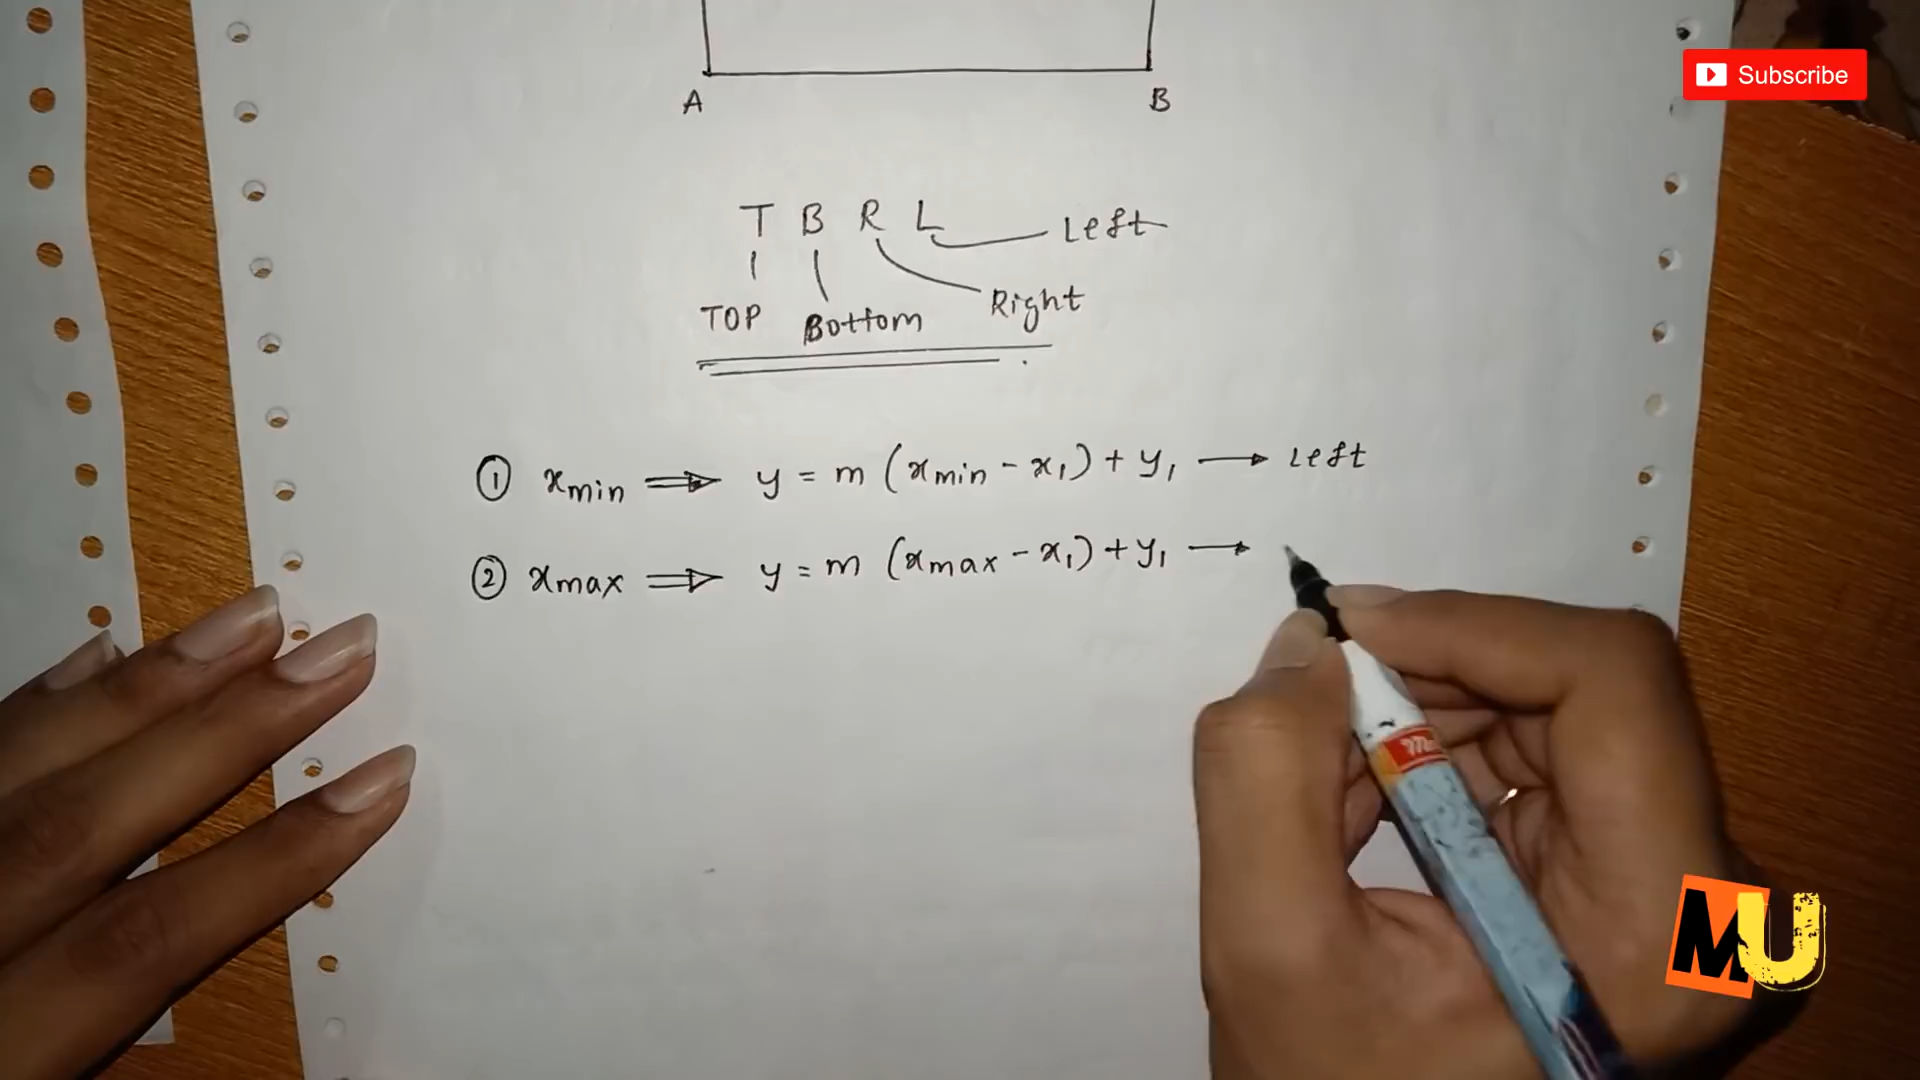 Subscribe
A B
T B R L Left
TOP Bottom Right
① xmin ⇒ y = m (xmin - x₁) + y₁ → Left
② xmax ⇒ y = m (xmax - x₁) + y₁ →
MU